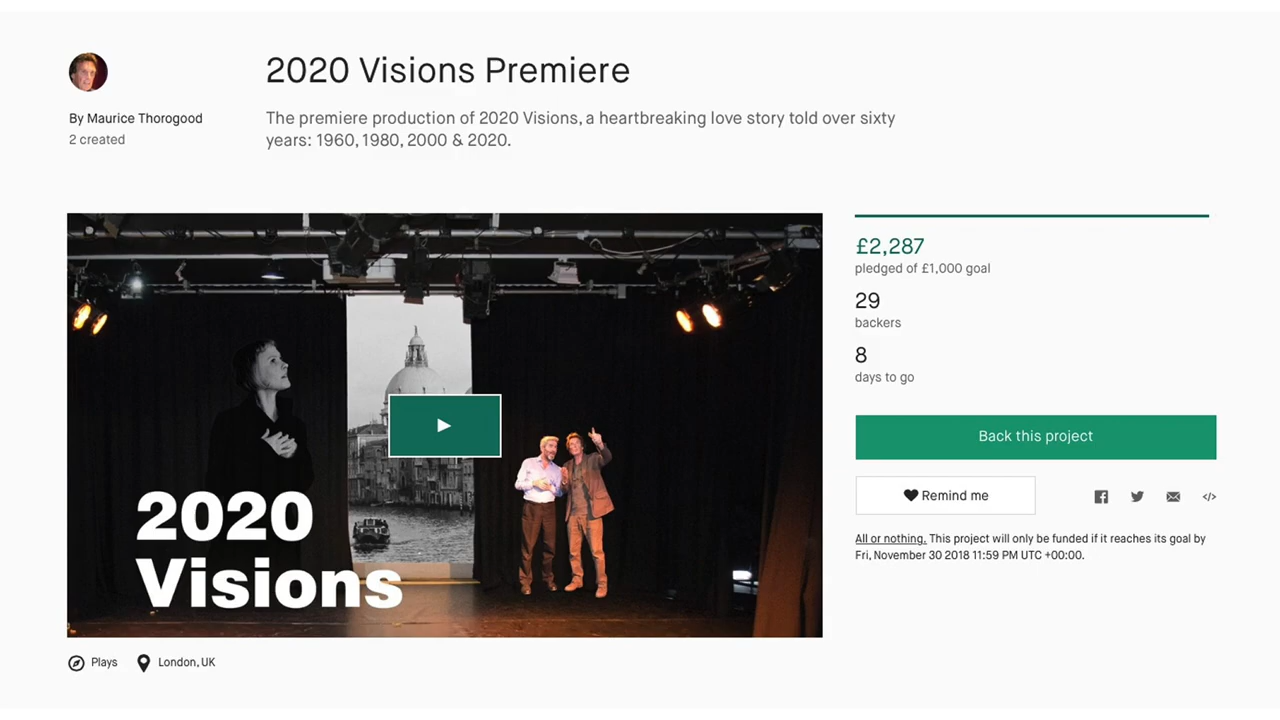 2020 Visions Premiere
By Maurice Thorogood
2 created
The premiere production of 2020 Visions, a heartbreaking love story told over sixty
years: 1960, 1980, 2000 & 2020.
2020
Visions
£2,287
pledged of £1,000 goal
29
backers
8
days to go
Back this project
Remind me
All or nothing. This project will only be funded if it reaches its goal by
Fri, November 30 2018 11:59 PM UTC +00:00.
Plays
London, UK